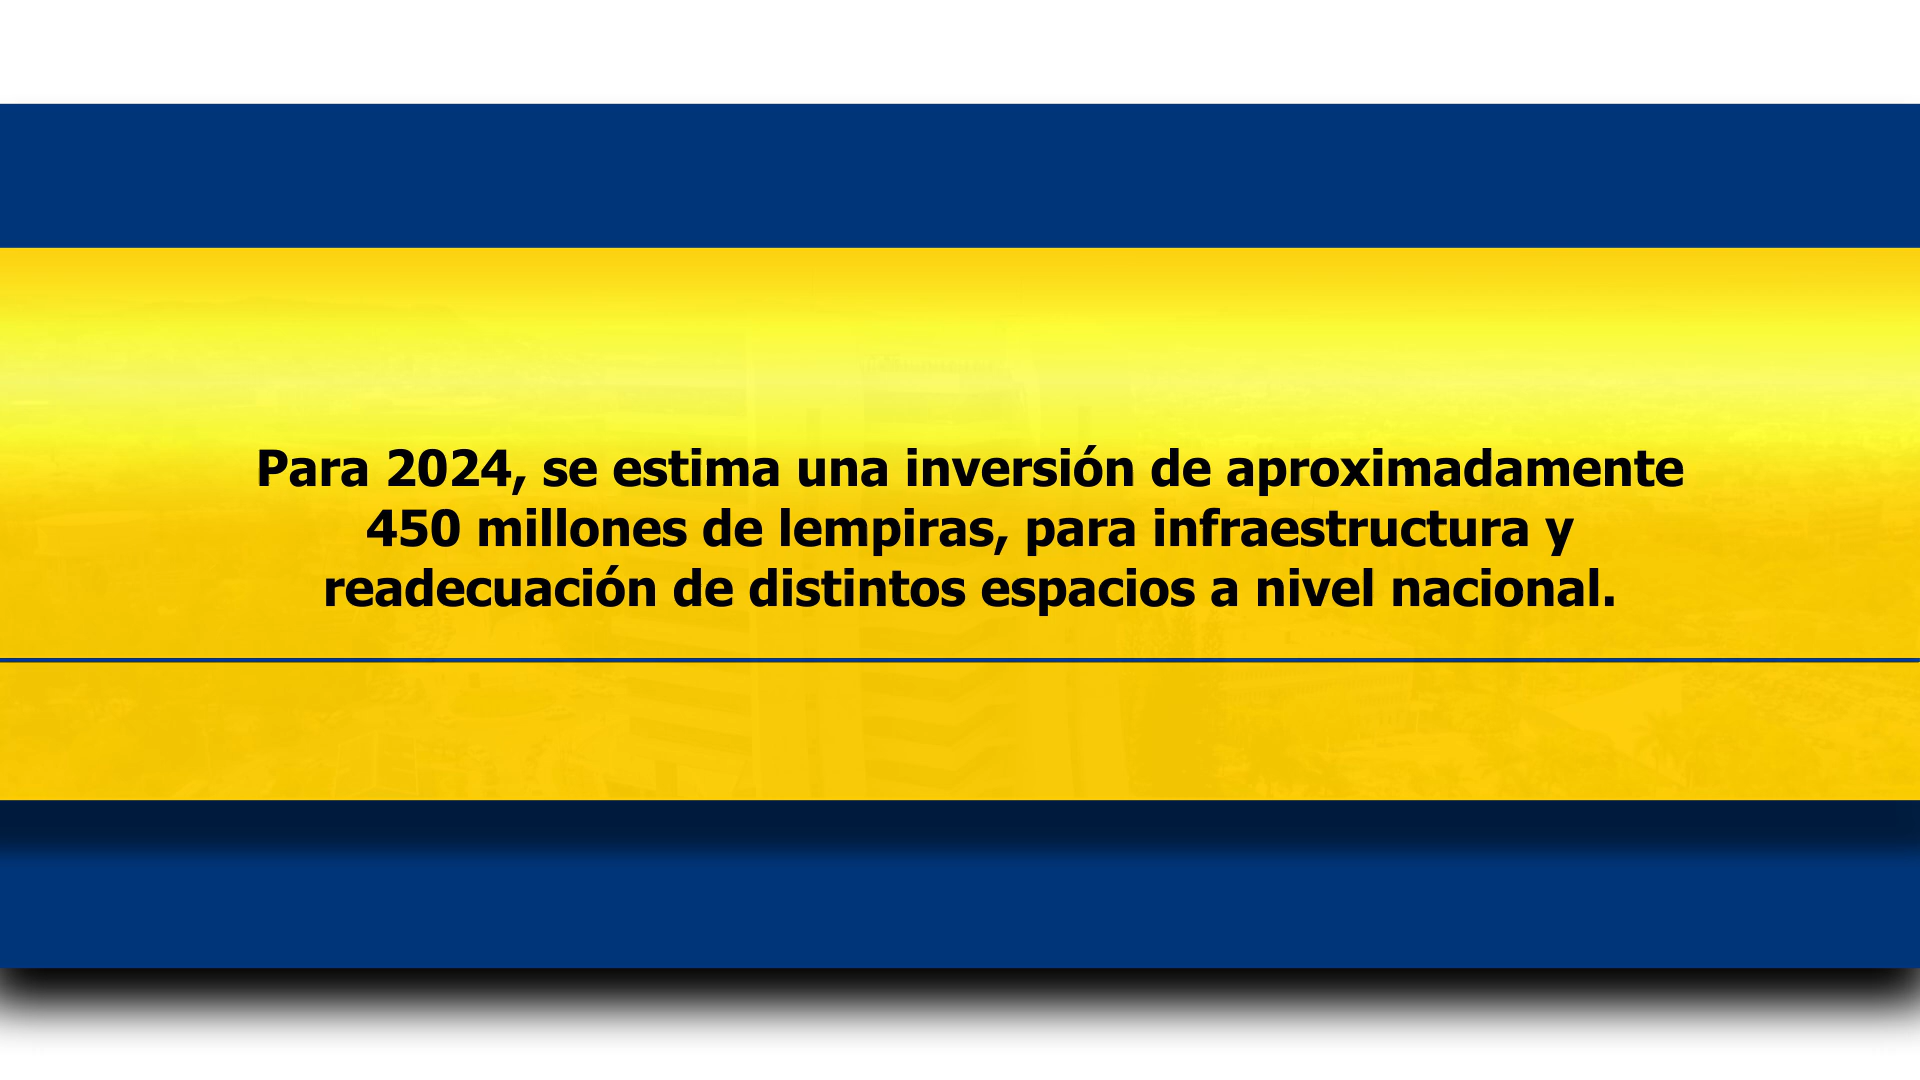 Para 2024, se estima una inversión de aproximadamente
450 millones de lempiras, para infraestructura y
readecuación de distintos espacios a nivel nacional.